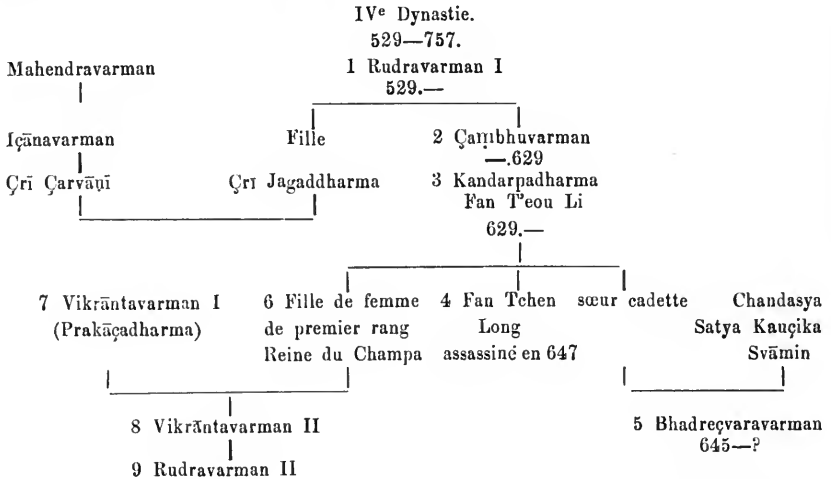 IVe Dynastie.
529—757.
Mahendravarman 1 Rudravarman I
529.—
Içānavarman Fille 2 Çaṃbhuvarman
—.629
Çrī Çarvāṇī Çrī Jagaddharma 3 Kandarpadharma
Fan T'eou Li
629.—
7 Vikrāntavarman I 6 Fille de femme 4 Fan Tchen sœur cadette Chandasya
(Prakāçadharma) de premier rang Long Satya Kauçika
Reine du Champa assassiné en 647 Svāmin
8 Vikrāntavarman II 5 Bhadreçvaravarman
645—?
9 Rudravarman II